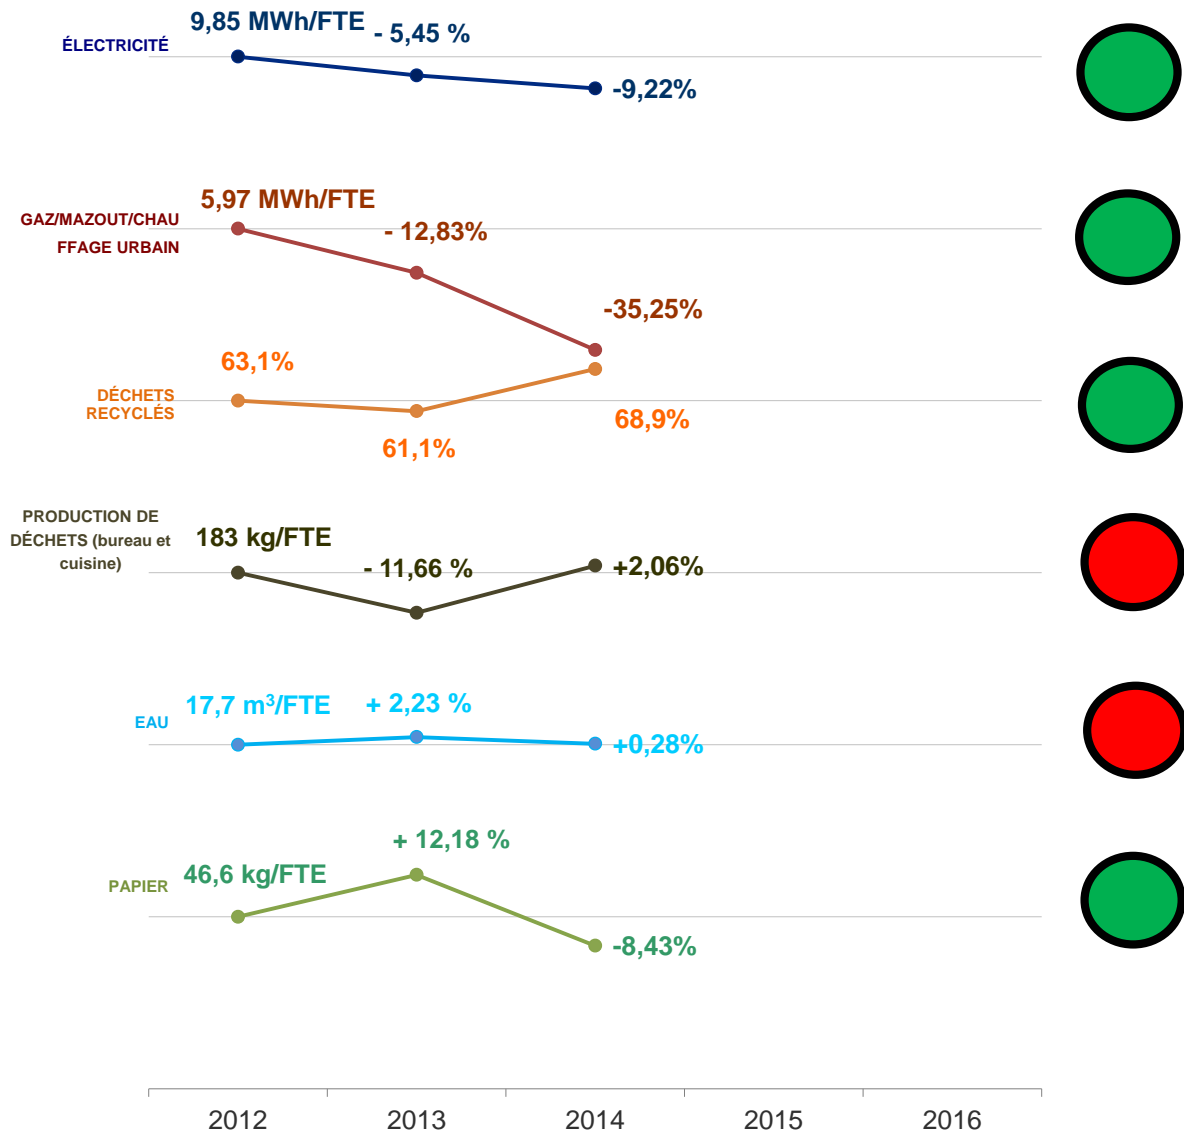 ÉLECTRICITÉ
9,85 MWh/FTE
- 5,45 %
-9,22%
GAZ/MAZOUT/CHAU
FFAGE URBAIN
5,97 MWh/FTE
- 12,83%
-35,25%
DÉCHETS
RECYCLÉS
63,1%
61,1%
68,9%
PRODUCTION DE
DÉCHETS (bureau et
cuisine)
183 kg/FTE
- 11,66 %
+2,06%
EAU
17,7 m³/FTE
+ 2,23 %
+0,28%
PAPIER
46,6 kg/FTE
+ 12,18 %
-8,43%
2012
2013
2014
2015
2016